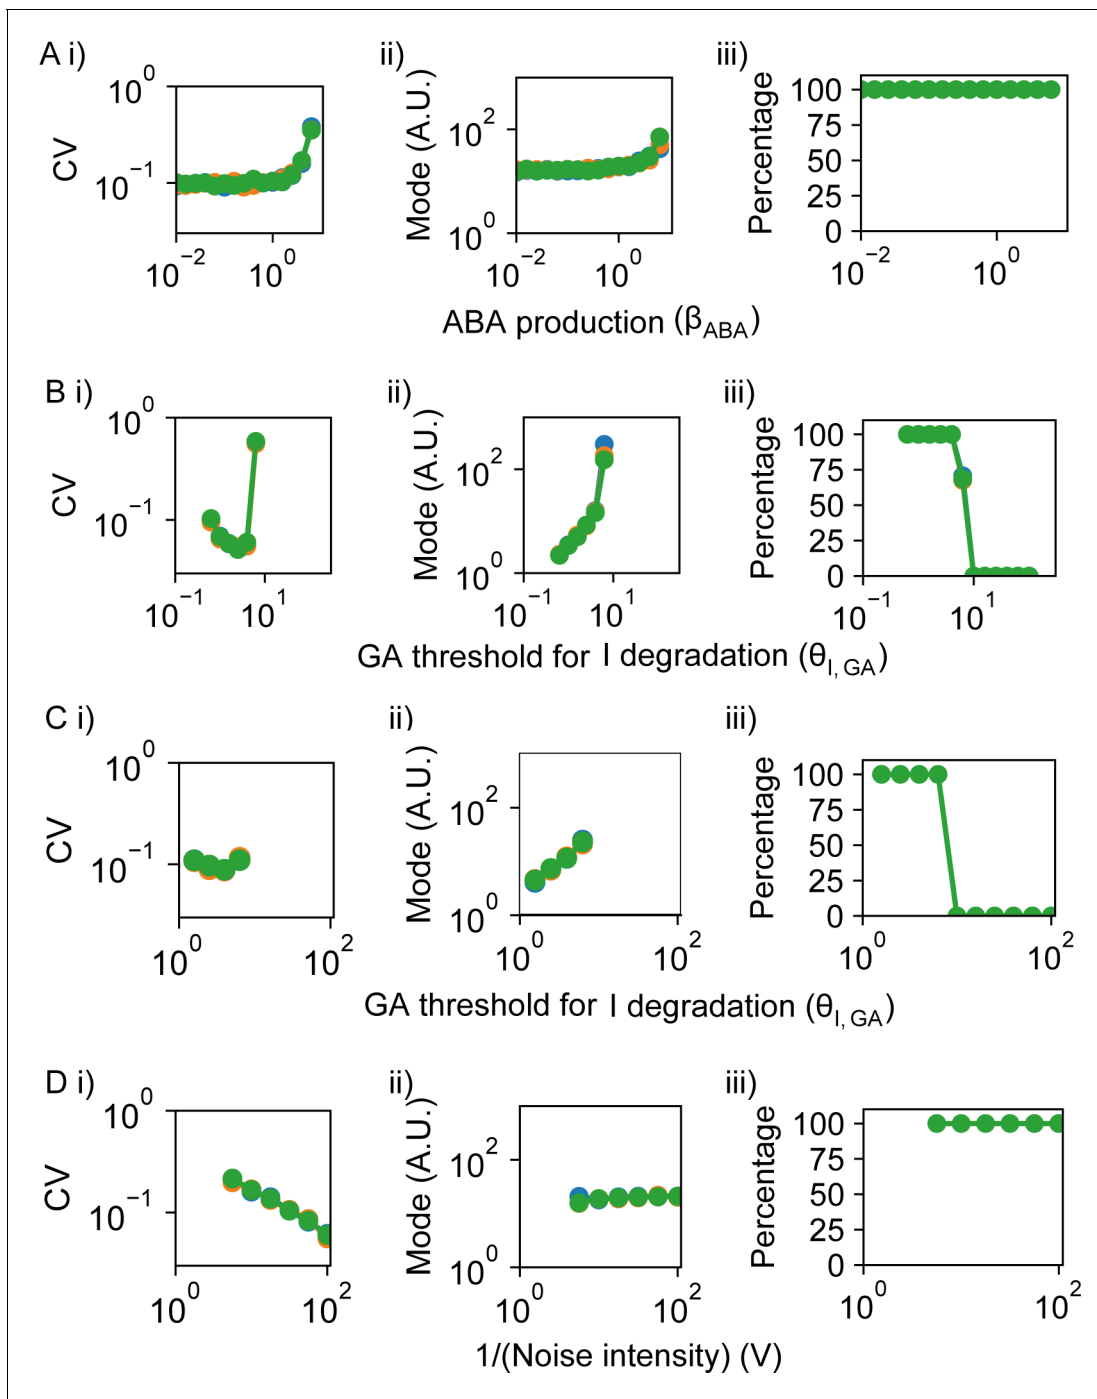 A i)
ii)
iii)
CV
10^0
10^-1
10^-2
10^0
Mode (A.U.)
10^2
10^0
10^-2
10^0
Percentage
100
75
50
25
0
10^-2
10^0
ABA production (β_ABA)
B i)
ii)
iii)
CV
10^0
10^-1
10^-1
10^1
Mode (A.U.)
10^2
10^0
10^-1
10^1
Percentage
100
75
50
25
0
10^-1
10^1
GA threshold for I degradation (θ_I, GA)
C i)
ii)
iii)
CV
10^0
10^-1
10^0
10^2
Mode (A.U.)
10^2
10^0
10^0
10^2
Percentage
100
75
50
25
0
10^0
10^2
GA threshold for I degradation (θ_I, GA)
D i)
ii)
iii)
CV
10^0
10^-1
10^0
10^2
Mode (A.U.)
10^2
10^0
10^0
10^2
Percentage
100
75
50
25
0
10^0
10^2
1/(Noise intensity) (V)